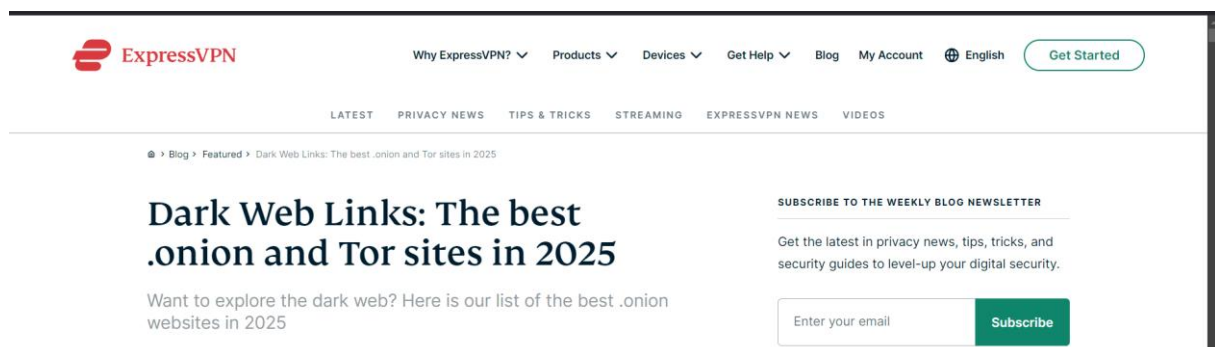 ExpressVPN
Why ExpressVPN? Products Devices Get Help Blog My Account English Get Started
LATEST PRIVACY NEWS TIPS & TRICKS STREAMING EXPRESSVPN NEWS VIDEOS
> Blog > Featured > Dark Web Links: The best .onion and Tor sites in 2025
Dark Web Links: The best
.onion and Tor sites in 2025
Want to explore the dark web? Here is our list of the best .onion
websites in 2025
SUBSCRIBE TO THE WEEKLY BLOG NEWSLETTER
Get the latest in privacy news, tips, tricks, and
security guides to level-up your digital security.
Enter your email Subscribe